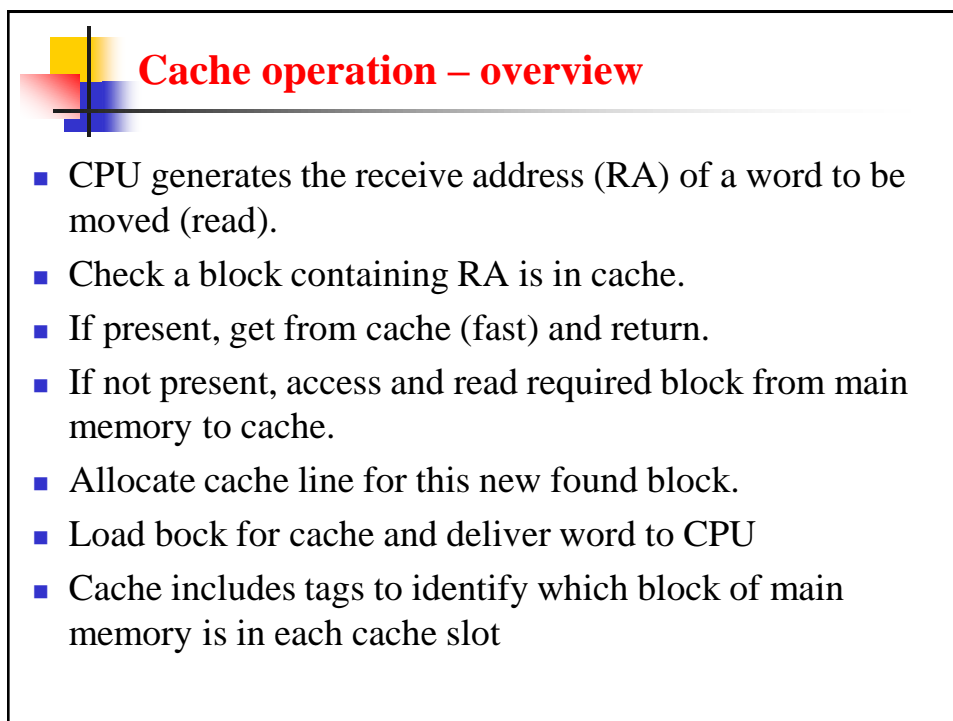 Cache operation – overview
CPU generates the receive address (RA) of a word to be
moved (read).
Check a block containing RA is in cache.
If present, get from cache (fast) and return.
If not present, access and read required block from main
memory to cache.
Allocate cache line for this new found block.
Load bock for cache and deliver word to CPU
Cache includes tags to identify which block of main
memory is in each cache slot